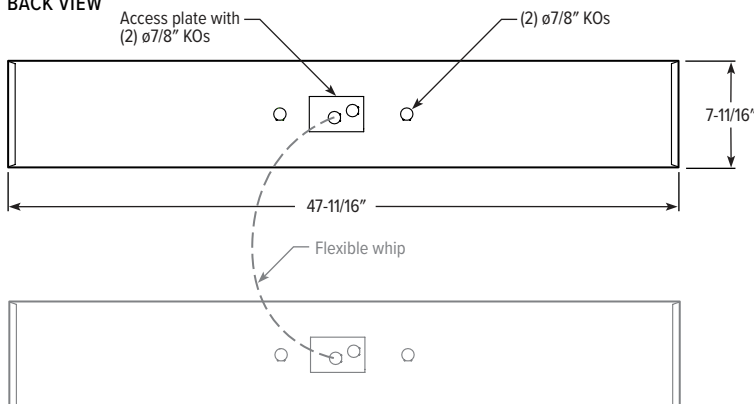 BACK VIEW
Access plate with
(2) ø7/8″ KOs
(2) ø7/8″ KOs
7-11/16″
47-11/16″
Flexible whip